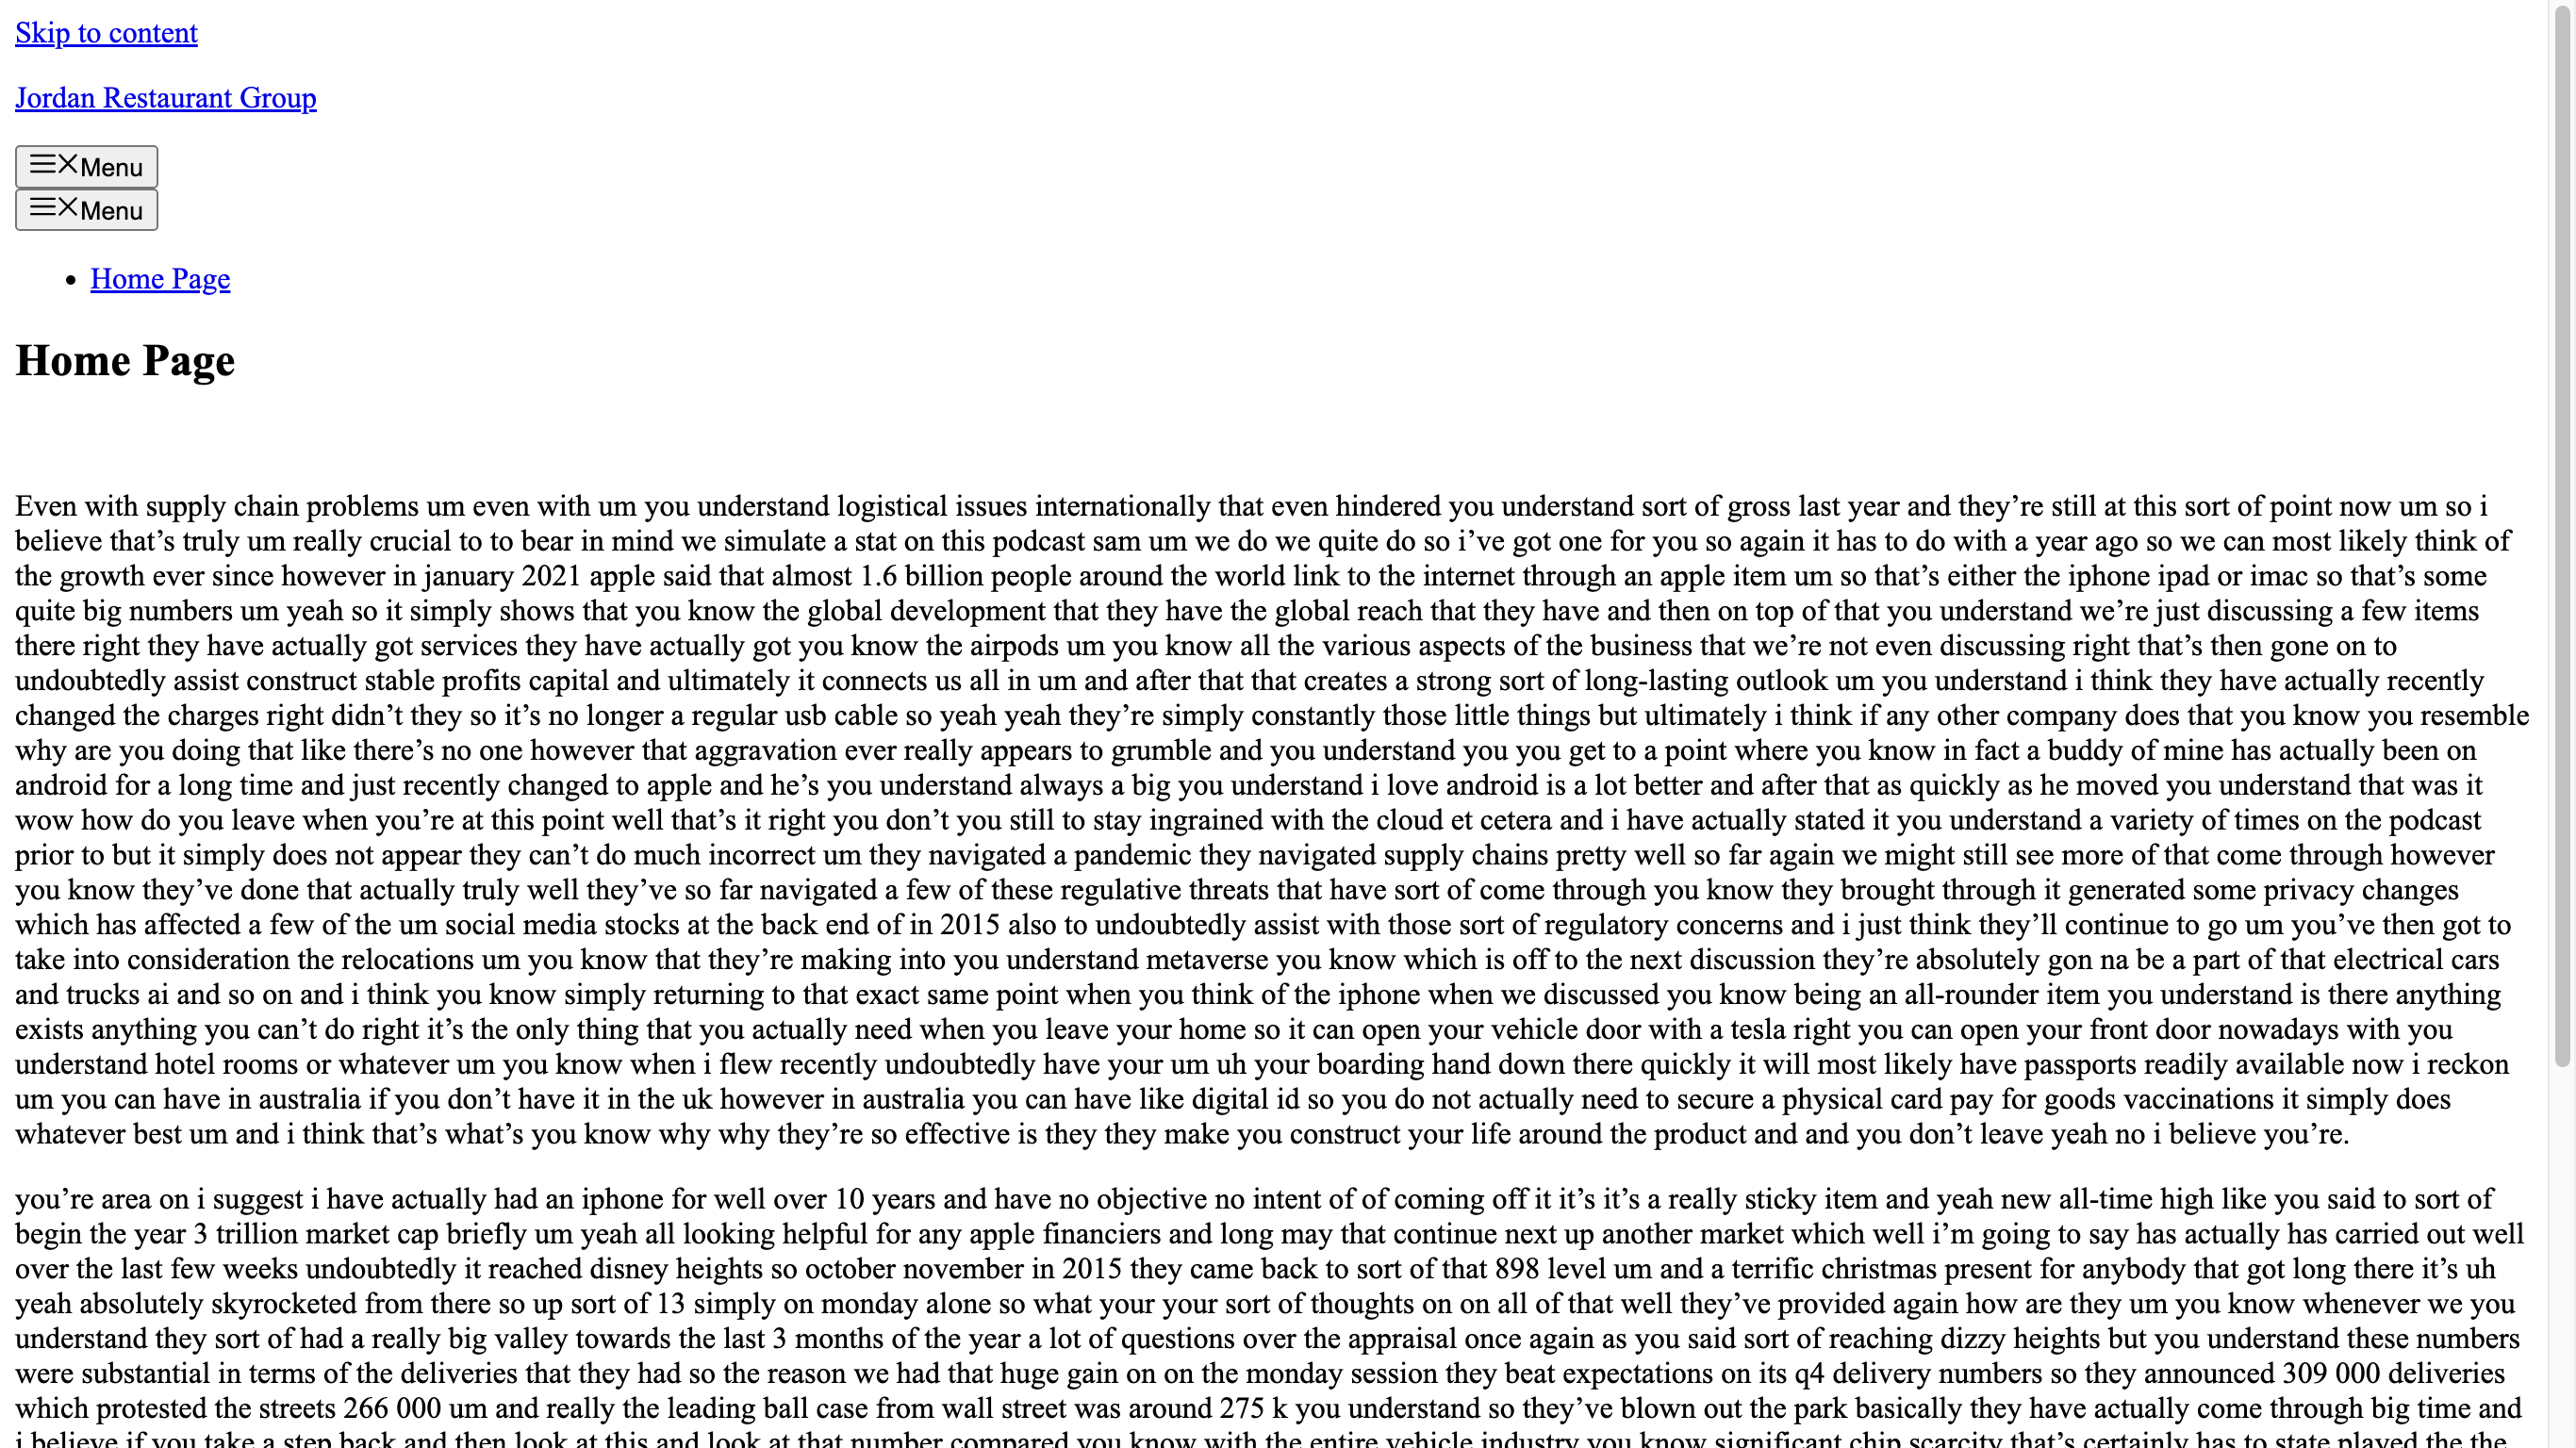 Skip to content
Jordan Restaurant Group
Menu
Menu
Home Page
Home Page
Even with supply chain problems um even with um you understand logistical issues internationally that even hindered you understand sort of gross last year and they’re still at this sort of point now um so i
believe that’s truly um really crucial to to bear in mind we simulate a stat on this podcast sam um we do we quite do so i’ve got one for you so again it has to do with a year ago so we can most likely think of
the growth ever since however in january 2021 apple said that almost 1.6 billion people around the world link to the internet through an apple item um so that’s either the iphone ipad or imac so that’s some
quite big numbers um yeah so it simply shows that you know the global development that they have the global reach that they have and then on top of that you understand we’re just discussing a few items
there right they have actually got services they have actually got you know the airpods um you know all the various aspects of the business that we’re not even discussing right that’s then gone on to
undoubtedly assist construct stable profits capital and ultimately it connects us all in um and after that that creates a strong sort of long-lasting outlook um you understand i think they have actually recently
changed the charges right didn’t they so it’s no longer a regular usb cable so yeah yeah they’re simply constantly those little things but ultimately i think if any other company does that you know you resemble
why are you doing that like there’s no one however that aggravation ever really appears to grumble and you understand you you get to a point where you know in fact a buddy of mine has actually been on
android for a long time and just recently changed to apple and he’s you understand always a big you understand i love android is a lot better and after that as quickly as he moved you understand that was it
wow how do you leave when you’re at this point well that’s it right you don’t you still to stay ingrained with the cloud et cetera and i have actually stated it you understand a variety of times on the podcast
prior to but it simply does not appear they can’t do much incorrect um they navigated a pandemic they navigated supply chains pretty well so far again we might still see more of that come through however
you know they’ve done that actually truly well they’ve so far navigated a few of these regulative threats that have sort of come through you know they brought through it generated some privacy changes
which has affected a few of the um social media stocks at the back end of in 2015 also to undoubtedly assist with those sort of regulatory concerns and i just think they’ll continue to go um you’ve then got to
take into consideration the relocations um you know that they’re making into you understand metaverse you know which is off to the next discussion they’re absolutely gon na be a part of that electrical cars
and trucks ai and so on and i think you know simply returning to that exact same point when you think of the iphone when we discussed you know being an all-rounder item you understand is there anything
exists anything you can’t do right it’s the only thing that you actually need when you leave your home so it can open your vehicle door with a tesla right you can open your front door nowadays with you
understand hotel rooms or whatever um you know when i flew recently undoubtedly have your um uh your boarding hand down there quickly it will most likely have passports readily available now i reckon
um you can have in australia if you don’t have it in the uk however in australia you can have like digital id so you do not actually need to secure a physical card pay for goods vaccinations it simply does
whatever best um and i think that’s what’s you know why why they’re so effective is they they make you construct your life around the product and and you don’t leave yeah no i believe you’re.
you’re area on i suggest i have actually had an iphone for well over 10 years and have no objective no intent of of coming off it it’s it’s a really sticky item and yeah new all-time high like you said to sort of
begin the year 3 trillion market cap briefly um yeah all looking helpful for any apple financiers and long may that continue next up another market which well i’m going to say has actually has carried out well
over the last few weeks undoubtedly it reached disney heights so october november in 2015 they came back to sort of that 898 level um and a terrific christmas present for anybody that got long there it’s uh
yeah absolutely skyrocketed from there so up sort of 13 simply on monday alone so what your your sort of thoughts on on all of that well they’ve provided again how are they um you know whenever we you
understand they sort of had a really big valley towards the last 3 months of the year a lot of questions over the appraisal once again as you said sort of reaching dizzy heights but you understand these numbers
were substantial in terms of the deliveries that they had so the reason we had that huge gain on on the monday session they beat expectations on its q4 delivery numbers so they announced 309 000 deliveries
which protested the streets 266 000 um and really the leading ball case from wall street was around 275 k you understand so they’ve blown out the park basically they have actually come through big time and
i believe if you take a step back and then look at this and look at that number compared you know with the entire vehicle industry you know significant chip scarcity that’s certainly has to state played the the